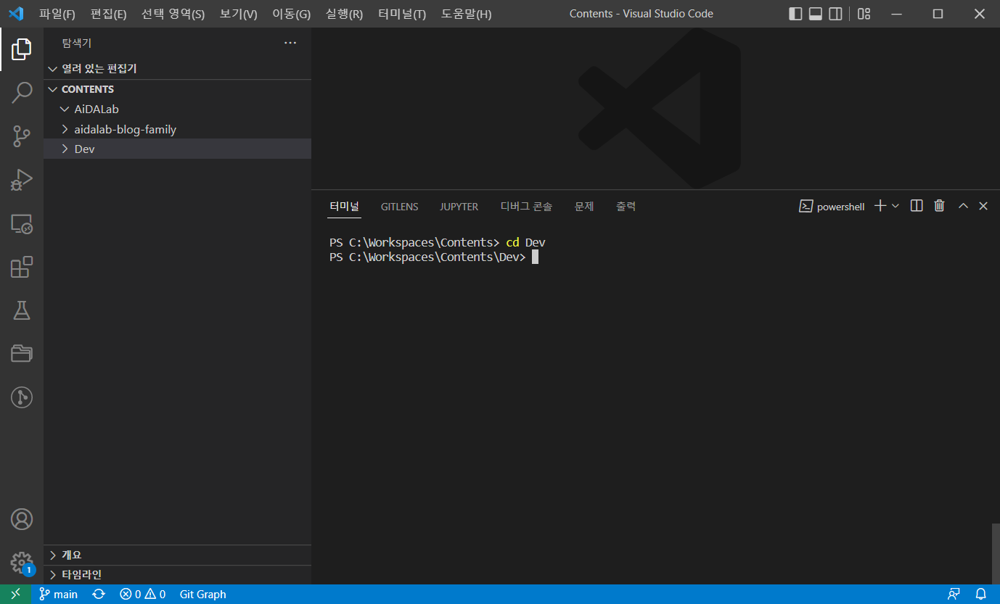 파일(F) 편집(E) 선택 영역(S) 보기(V) 이동(G) 실행(R) 터미널(T) 도움말(H) Contents - Visual Studio Code
탐색기
열려 있는 편집기
CONTENTS
AiDALab
aidalab-blog-family
Dev
개요
타임라인
터미널 GITLENS JUPYTER 디버그 콘솔 문제 출력 powershell
PS C:\Workspaces\Contents> cd Dev
PS C:\Workspaces\Contents\Dev>
1
main 0 0 Git Graph